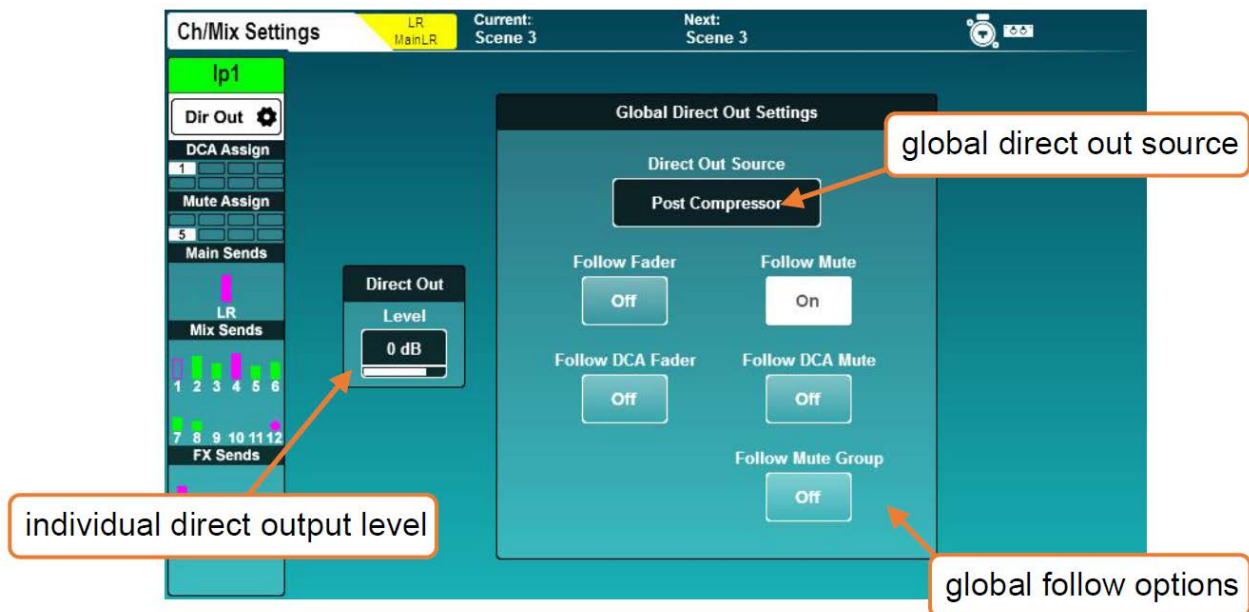 Ch/Mix Settings
LR
MainLR
Current:
Scene 3
Next:
Scene 3
Ip1
Dir Out
DCA Assign
1
Mute Assign
5
Main Sends
LR
Mix Sends
1 2 3 4 5 6
7 8 9 10 11 12
FX Sends
Direct Out
Level
0 dB
Global Direct Out Settings
Direct Out Source
Post Compressor
Follow Fader
Follow Mute
Off
On
Follow DCA Fader
Follow DCA Mute
Off
Off
Follow Mute Group
Off
global direct out source
individual direct output level
global follow options